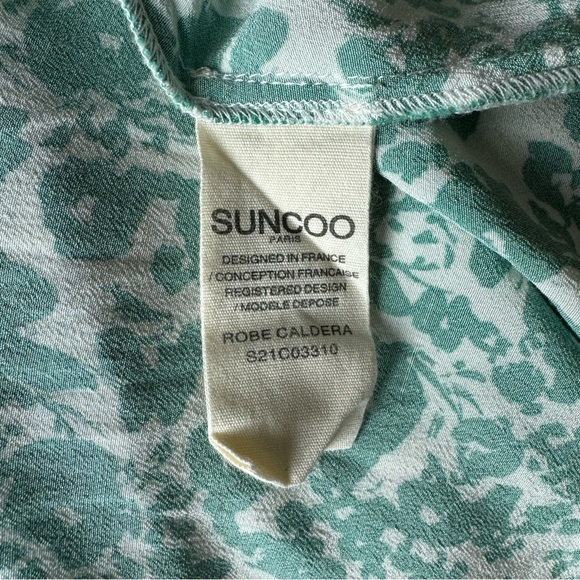 SUNCOO
PARIS
DESIGNED IN FRANCE
/ CONCEPTION FRANCAISE
REGISTERED DESIGN
/ MODELE DEPOSE
ROBE CALDERA
S21C03310